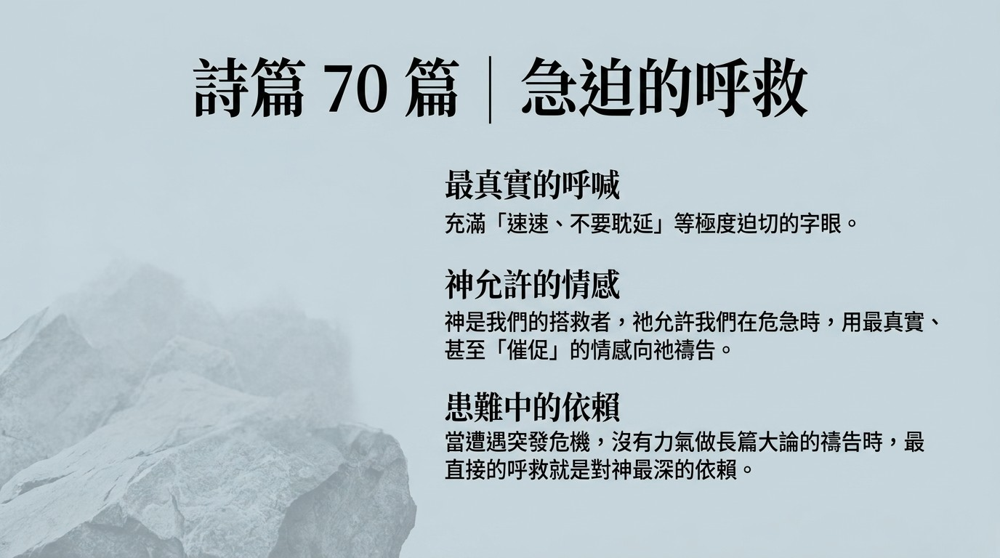 詩篇 70 篇｜急迫的呼救
最真實的呼喊
充滿「速速、不要耽延」等極度迫切的字眼。
神允許的情感
神是我們的搭救者，祂允許我們在危急時，用最真實、
甚至「催促」的情感向祂禱告。
患難中的依賴
當遭遇突發危機，沒有力氣做長篇大論的禱告時，最
直接的呼救就是對神最深的依賴。